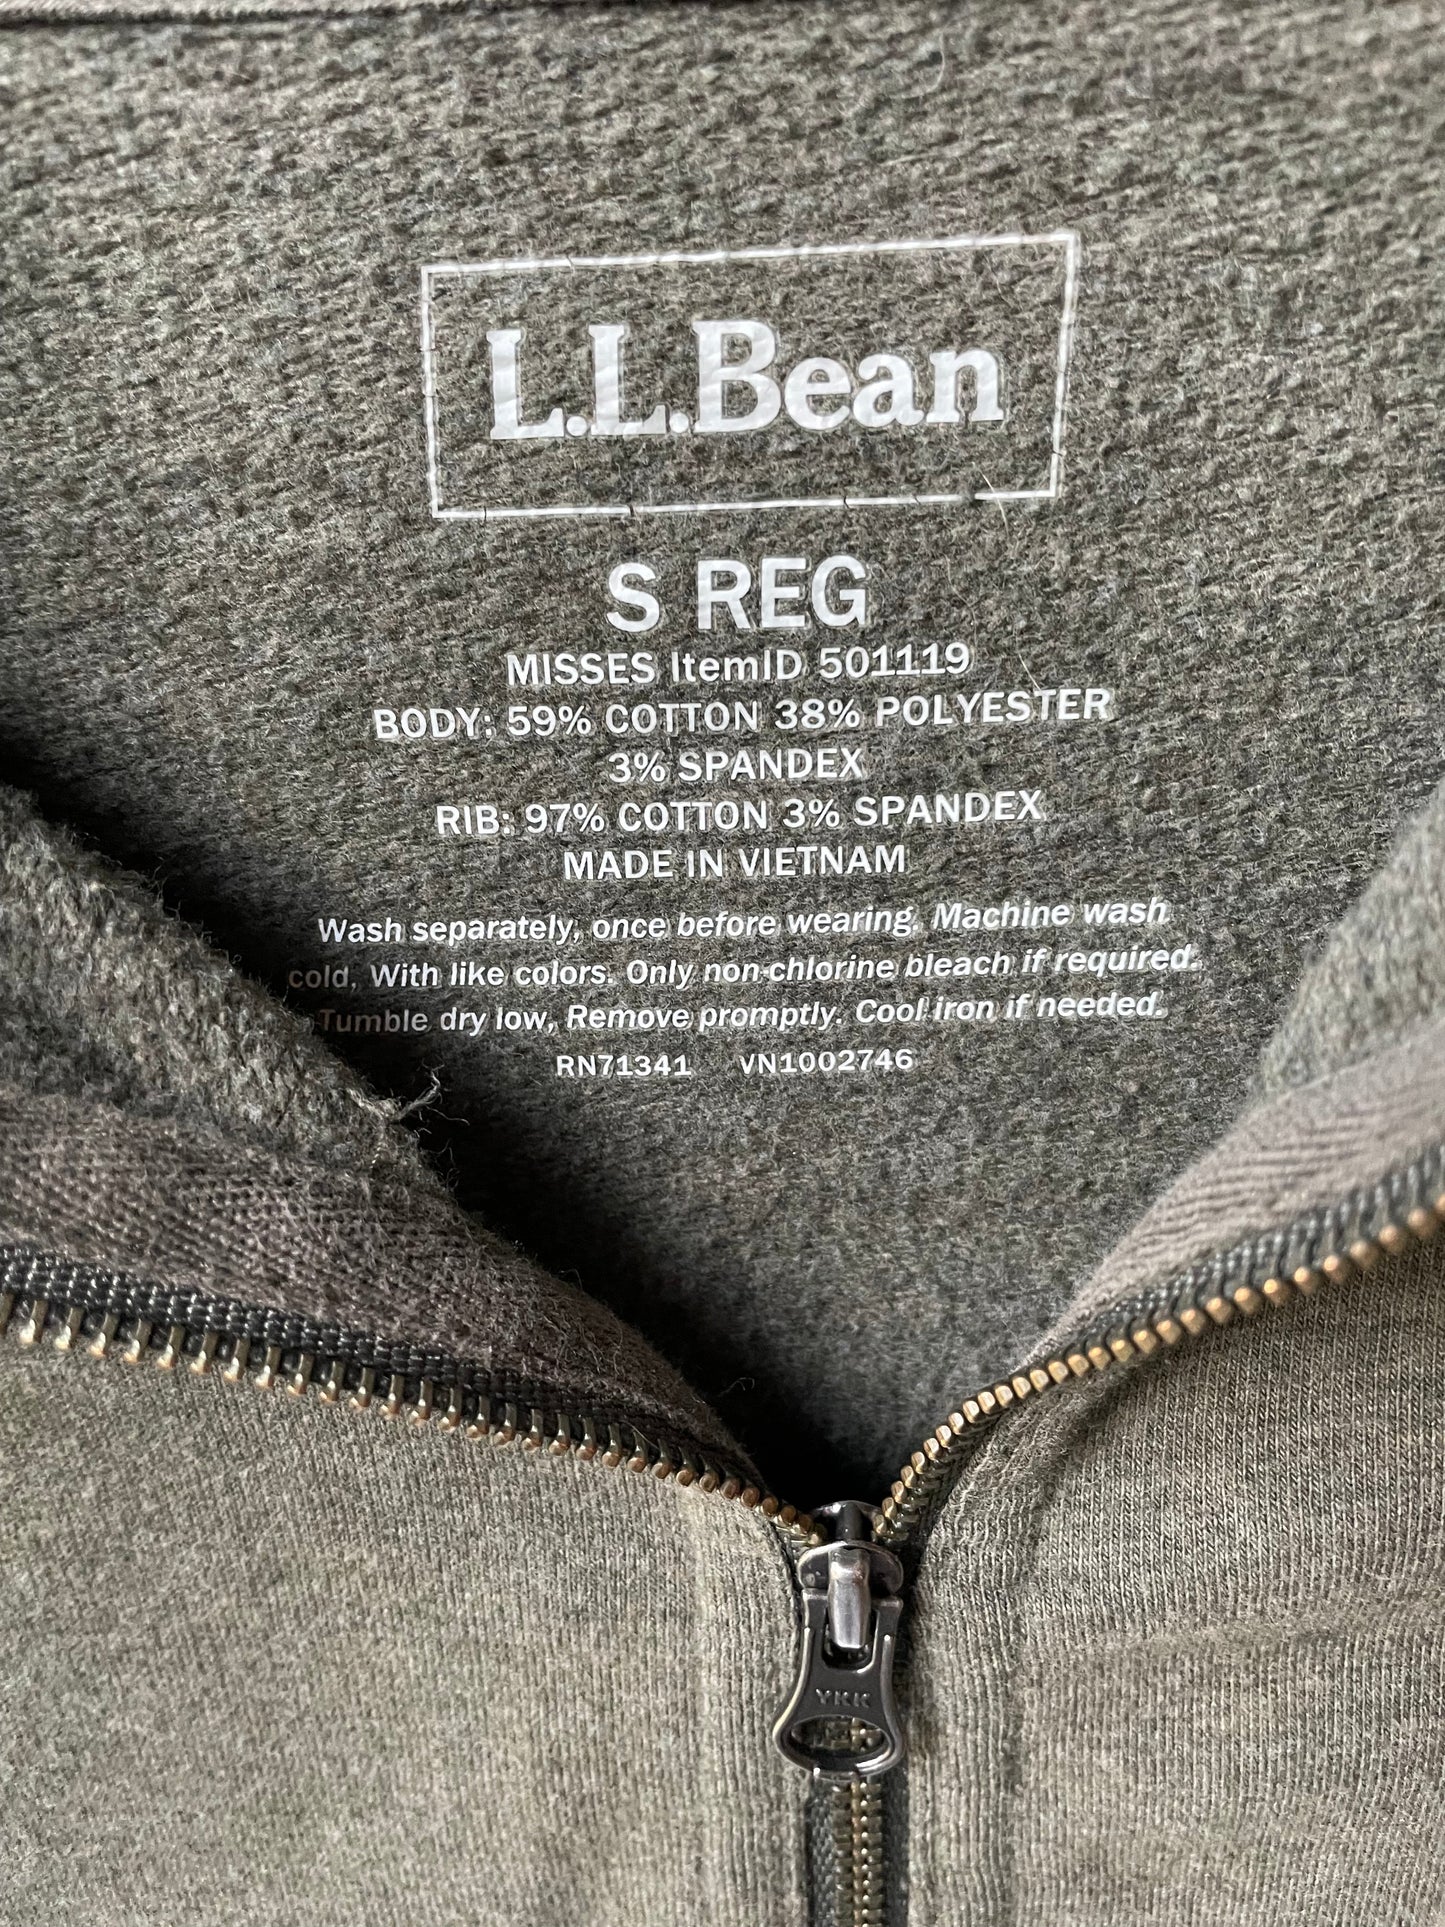 L.L.Bean
S REG
MISSES ItemID 501119
BODY: 59% COTTON 38% POLYESTER
3% SPANDEX
RIB: 97% COTTON 3% SPANDEX
MADE IN VIETNAM
Wash separately, once before wearing. Machine wash
cold, With like colors. Only non-chlorine bleach if required.
Tumble dry low, Remove promptly. Cool iron if needed.
RN71341 VN1002746
YKK